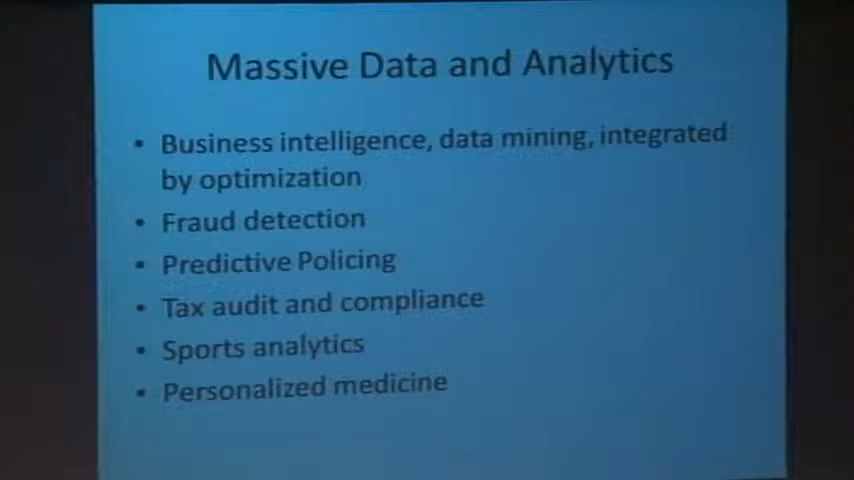 Massive Data and Analytics
• Business intelligence, data mining, integrated
by optimization
• Fraud detection
• Predictive Policing
• Tax audit and compliance
• Sports analytics
• Personalized medicine